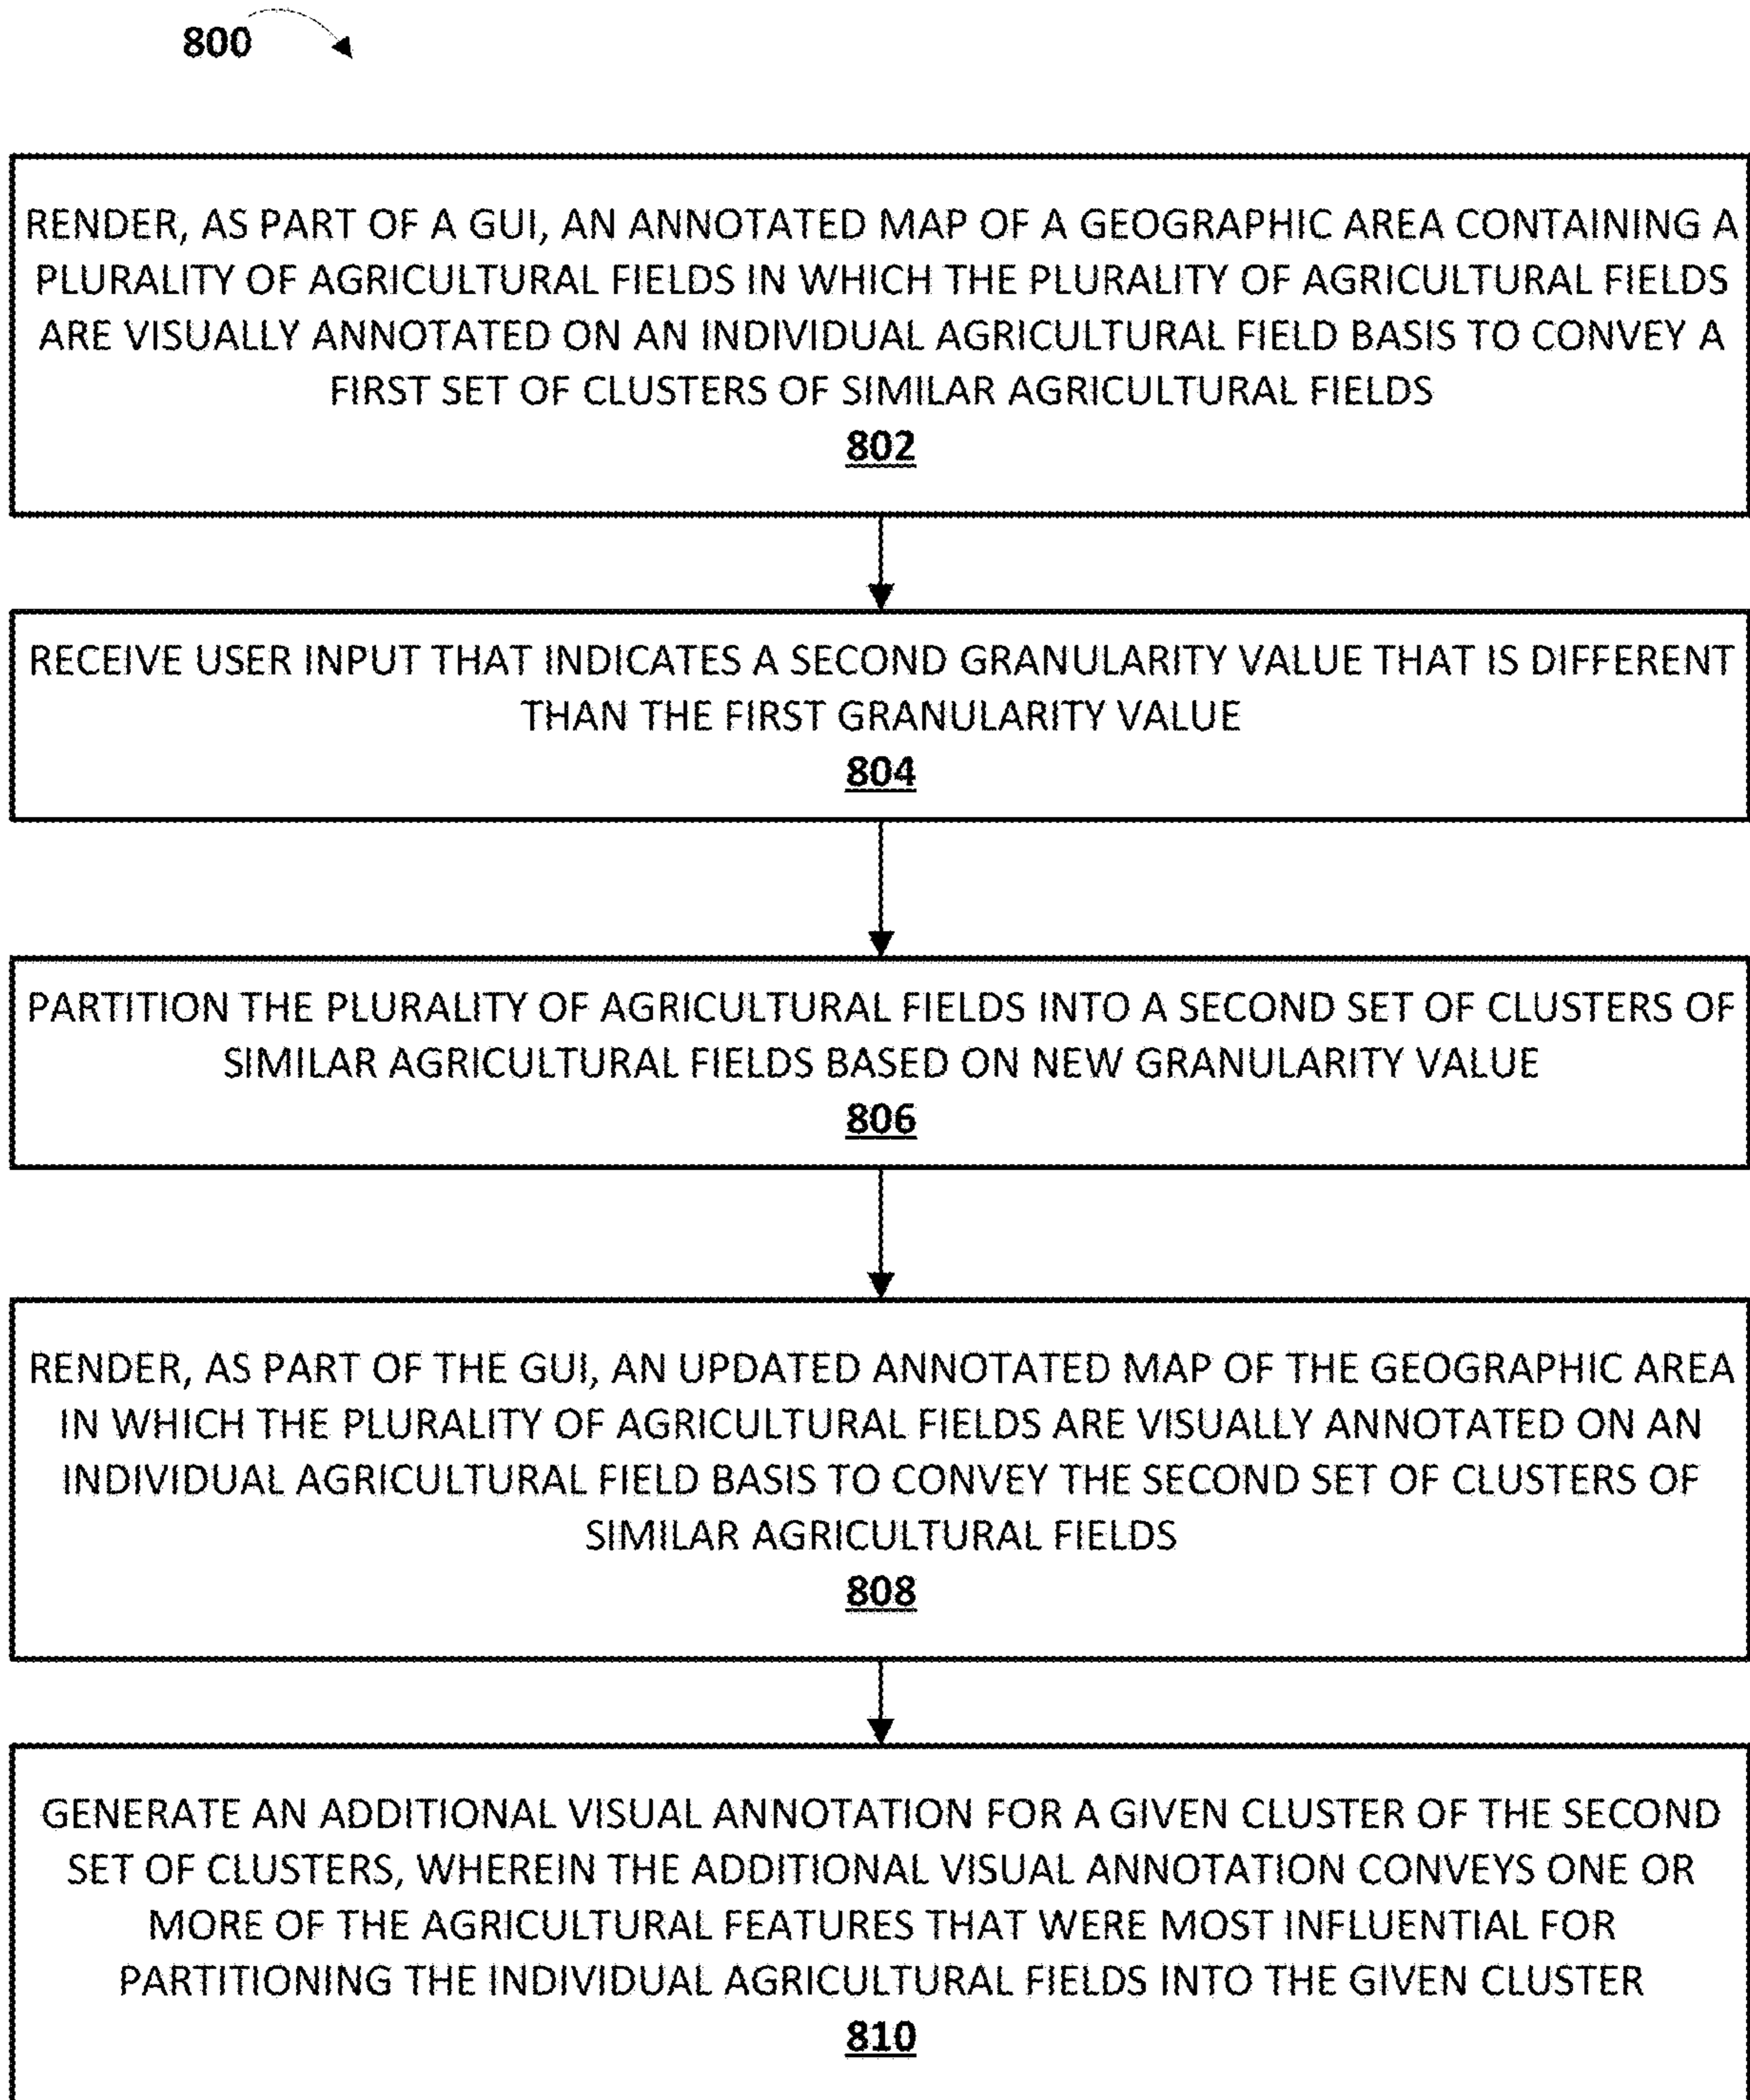 800
RENDER, AS PART OF A GUI, AN ANNOTATED MAP OF A GEOGRAPHIC AREA CONTAINING A
PLURALITY OF AGRICULTURAL FIELDS IN WHICH THE PLURALITY OF AGRICULTURAL FIELDS
ARE VISUALLY ANNOTATED ON AN INDIVIDUAL AGRICULTURAL FIELD BASIS TO CONVEY A
FIRST SET OF CLUSTERS OF SIMILAR AGRICULTURAL FIELDS
802
RECEIVE USER INPUT THAT INDICATES A SECOND GRANULARITY VALUE THAT IS DIFFERENT
THAN THE FIRST GRANULARITY VALUE
804
PARTITION THE PLURALITY OF AGRICULTURAL FIELDS INTO A SECOND SET OF CLUSTERS OF
SIMILAR AGRICULTURAL FIELDS BASED ON NEW GRANULARITY VALUE
806
RENDER, AS PART OF THE GUI, AN UPDATED ANNOTATED MAP OF THE GEOGRAPHIC AREA
IN WHICH THE PLURALITY OF AGRICULTURAL FIELDS ARE VISUALLY ANNOTATED ON AN
INDIVIDUAL AGRICULTURAL FIELD BASIS TO CONVEY THE SECOND SET OF CLUSTERS OF
SIMILAR AGRICULTURAL FIELDS
808
GENERATE AN ADDITIONAL VISUAL ANNOTATION FOR A GIVEN CLUSTER OF THE SECOND
SET OF CLUSTERS, WHEREIN THE ADDITIONAL VISUAL ANNOTATION CONVEYS ONE OR
MORE OF THE AGRICULTURAL FEATURES THAT WERE MOST INFLUENTIAL FOR
PARTITIONING THE INDIVIDUAL AGRICULTURAL FIELDS INTO THE GIVEN CLUSTER
810